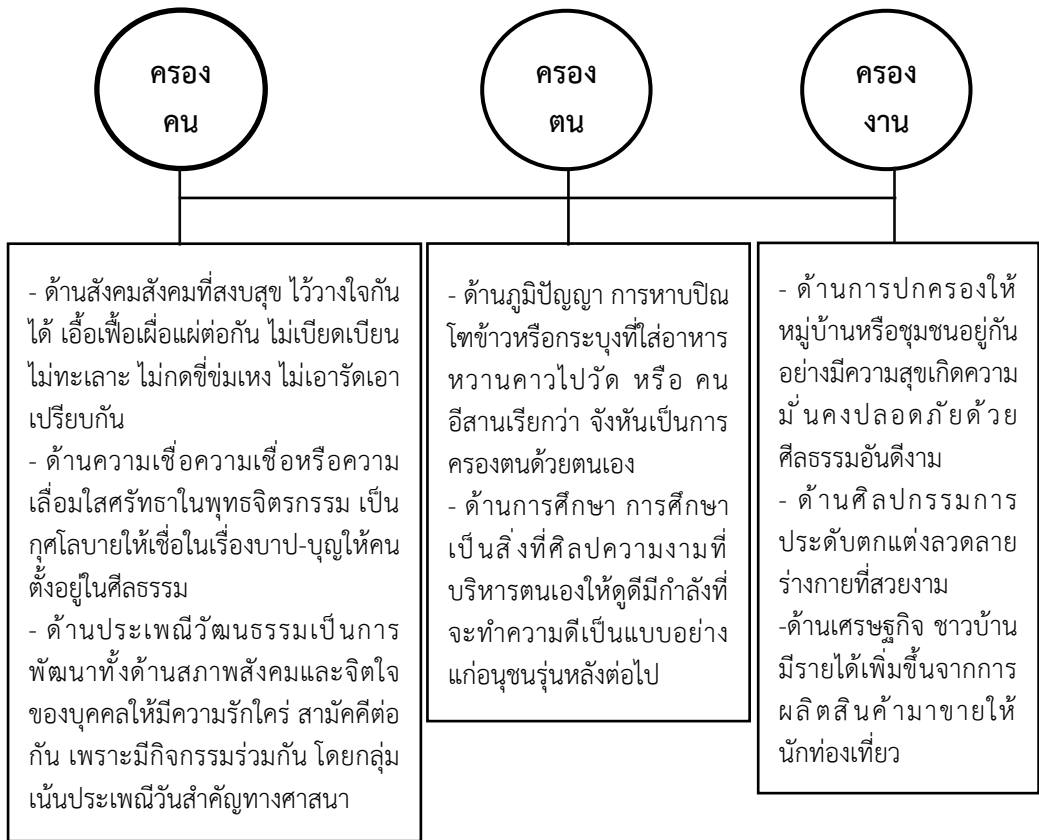 ครอง
คน
ครอง
ตน
ครอง
งาน
- ด้านสังคมสังคมที่สงบสุข ไว้วางใจกัน
ได้ เอื้อเฟื้อเผื่อแผ่ต่อกัน ไม่เบียดเบียน
ไม่ทะเลาะ ไม่กดขี่ข่มเหง ไม่เอารัดเอา
เปรียบกัน
- ด้านความเชื่อความเชื่อหรือความ
เลื่อมใสศรัทธาในพุทธจิตรกรรม เป็น
กุศโลบายให้เชื่อในเรื่องบาป-บุญให้คน
ตั้งอยู่ในศีลธรรม
- ด้านประเพณีวัฒนธรรมเป็นการ
พัฒนาทั้งด้านสภาพสังคมและจิตใจ
ของบุคคลให้มีความรักใคร่ สามัคคีต่อ
กัน เพราะมีกิจกรรมร่วมกัน โดยกลุ่ม
เน้นประเพณีวันสำคัญทางศาสนา
- ด้านภูมิปัญญา การหาบปิณ
โฑข้าวหรือกระบุงที่ใส่อาหาร
หวานคาวไปวัด หรือ คน
อีสานเรียกว่า จังหันเป็นการ
ครองตนด้วยตนเอง
- ด้านการศึกษา การศึกษา
เป็นสิ่งที่ศิลปความงามที่
บริหารตนเองให้ดูดีมีกำลังที่
จะทำความดีเป็นแบบอย่าง
แก่อนุชนรุ่นหลังต่อไป
- ด้านการปกครองให้
หมู่บ้านหรือชุมชนอยู่กัน
อย่างมีความสุขเกิดความ
มั่นคงปลอดภัยด้วย
ศีลธรรมอันดีงาม
- ด้านศิลปกรรมการ
ประดับตกแต่งลวดลาย
ร่างกายที่สวยงาม
-ด้านเศรษฐกิจ ชาวบ้าน
มีรายได้เพิ่มขึ้นจากการ
ผลิตสินค้ามาขายให้
นักท่องเที่ยว